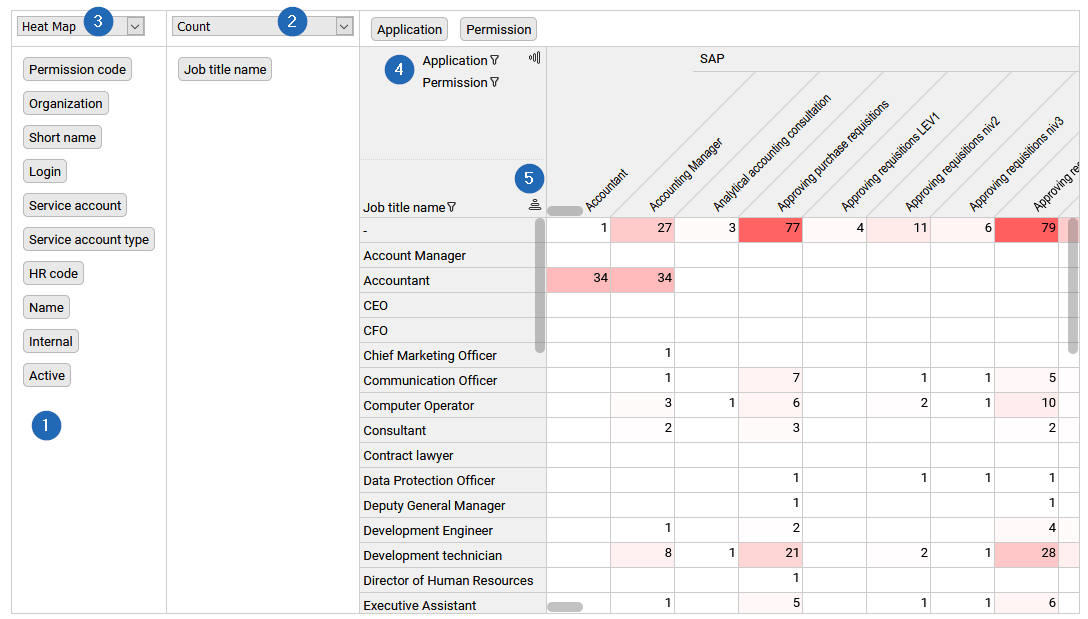 Heat Map 3
Count 2
Application Permission
Permission code
Organization
Short name
Login
Service account
Service account type
HR code
Name
Internal
Active
1
Job title name
4 Application
Permission
5
Job title name
SAP
Accountant
Accounting Manager
Analytical accounting consultation
Approving purchase requisitions
Approving requisitions LEV1
Approving requisitions niv2
Approving requisitions niv3
Approving re
- 1 27 3 77 4 11 6 79
Account Manager
Accountant 34 34
CEO
CFO
Chief Marketing Officer 1
Communication Officer 1 7 1 1 5
Computer Operator 3 1 6 2 1 10
Consultant 2 3 2
Contract lawyer
Data Protection Officer 1 1 1 1
Deputy General Manager 1 1
Development Engineer 1 2 4
Development technician 8 1 21 2 1 28
Director of Human Resources 1
Executive Assistant 1 5 1 1 6